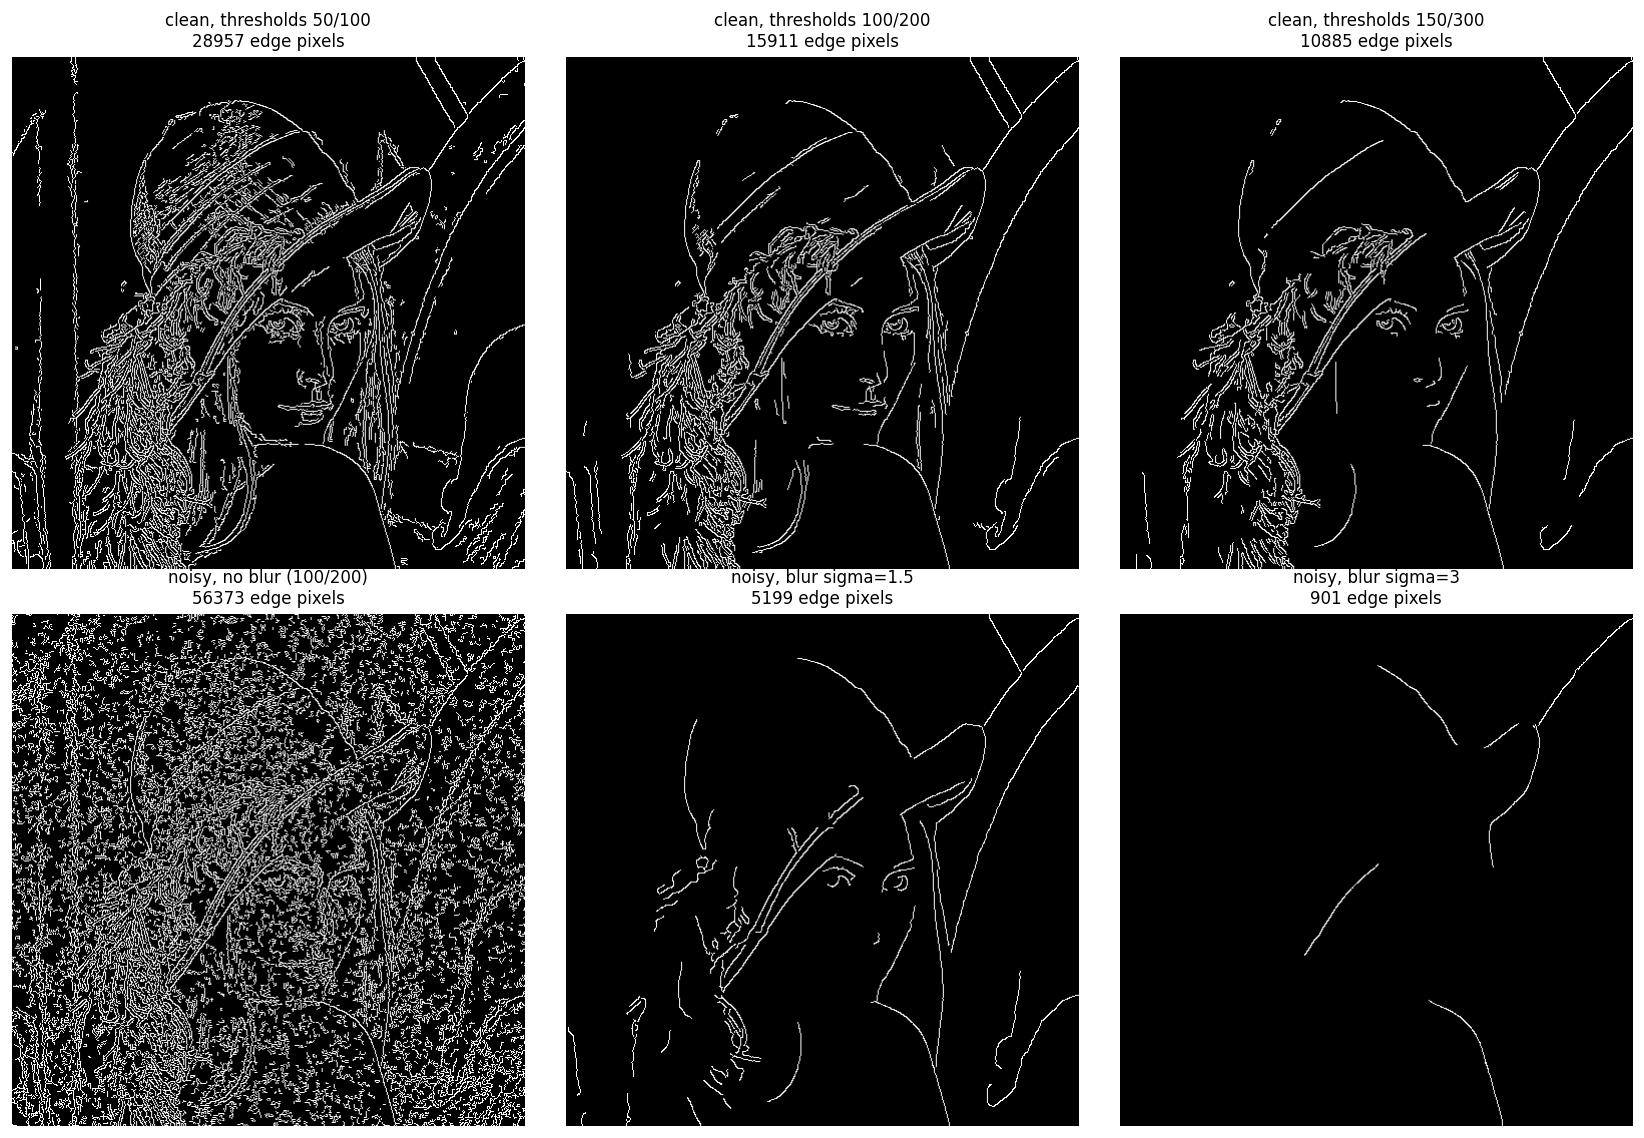 clean, thresholds 50/100
28957 edge pixels
clean, thresholds 100/200
15911 edge pixels
clean, thresholds 150/300
10885 edge pixels
noisy, no blur (100/200)
56373 edge pixels
noisy, blur sigma=1.5
5199 edge pixels
noisy, blur sigma=3
901 edge pixels